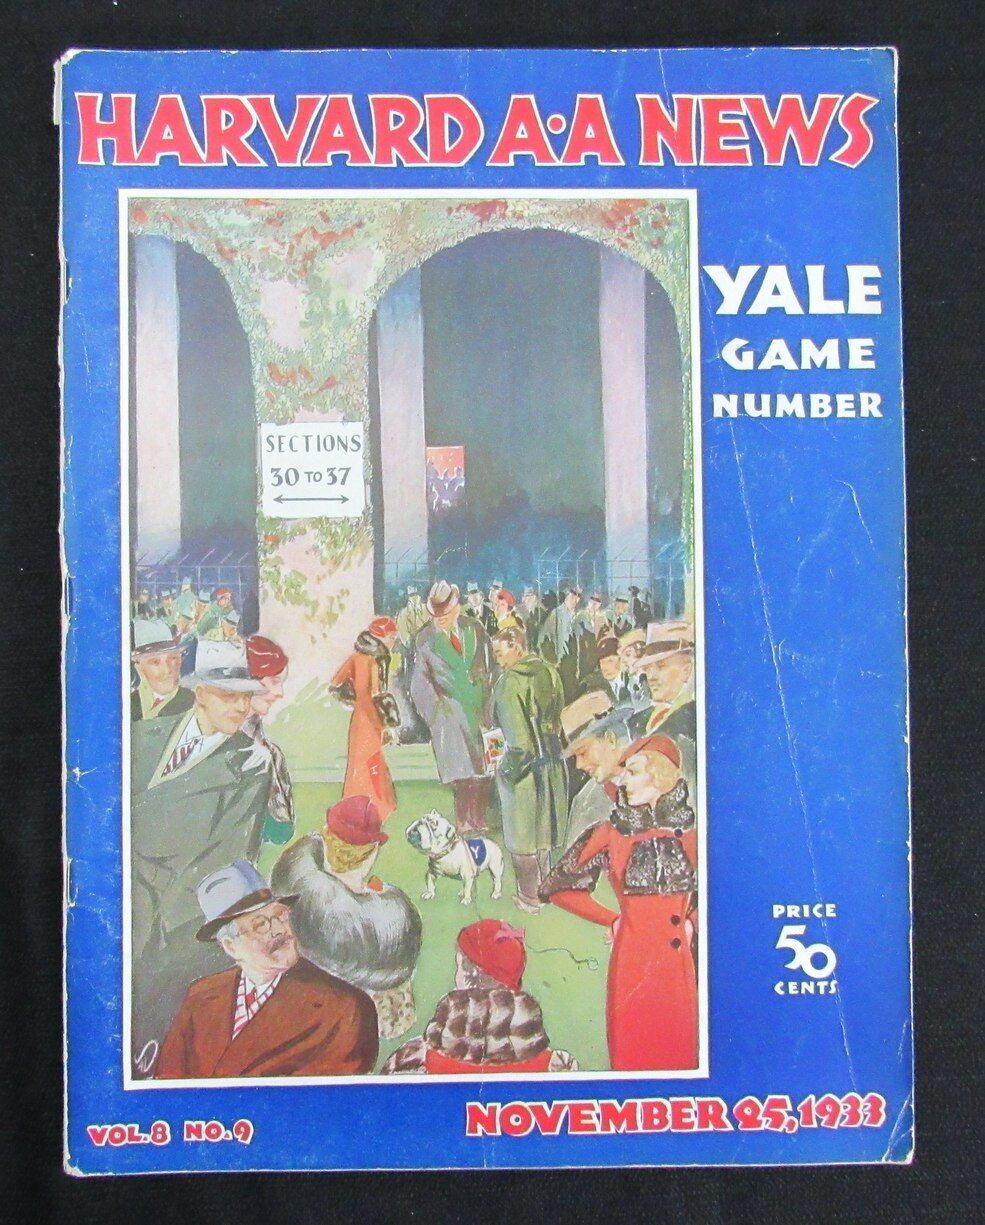 HARVARD A·A NEWS
YALE
GAME
NUMBER
SECTIONS
30 TO 37
Y
PRICE
50
CENTS
VOL. 8 NO. 9
NOVEMBER 25, 1933